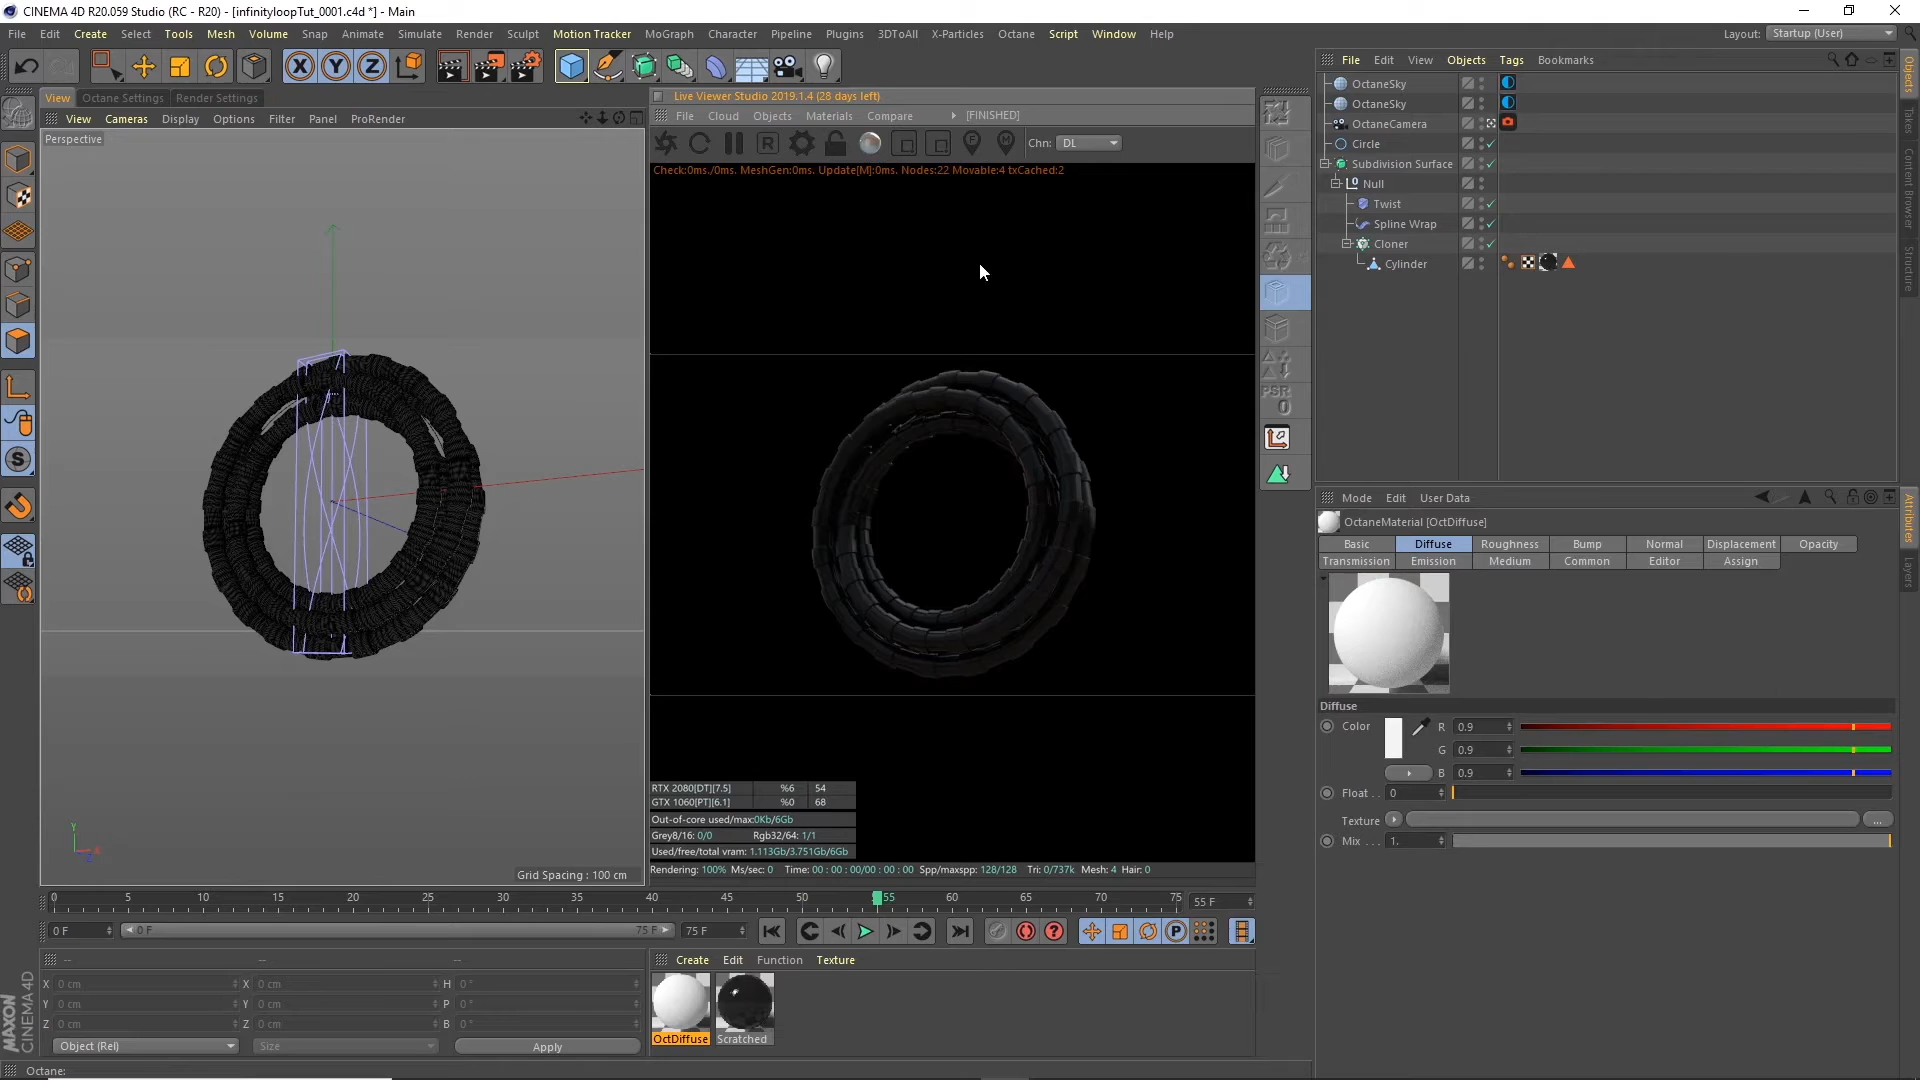 CINEMA 4D R20.059 Studio (RC - R20) - [infinityloopTut_0001.c4d *] - Main
File Edit Create Select Tools Mesh Volume Snap Animate Simulate Render Sculpt Motion Tracker MoGraph Character Pipeline Plugins 3DToAll X-Particles Octane Script Window Help
Layout: Startup (User)
File Edit View Objects Tags Bookmarks
View Octane Settings Render Settings
Live Viewer Studio 2019.1.4 (28 days left)
View Cameras Display Options Filter Panel ProRender
File Cloud Objects Materials Compare [FINISHED]
Perspective
Chn: DL
Check:0ms./0ms. MeshGen:0ms. Update[M]:0ms. Nodes:22 Movable:4 txCached:2
OctaneSky
OctaneSky
OctaneCamera
Circle
Subdivision Surface
Null
Twist
Spline Wrap
Cloner
Cylinder
Objects
Takes
Content Browser
Structure
PSR
0
Mode Edit User Data
OctaneMaterial [OctDiffuse]
Basic Diffuse Roughness Bump Normal Displacement Opacity
Transmission Emission Medium Common Editor Assign
Attributes
Layers
Diffuse
Color R 0.9
G 0.9
B 0.9
Float . . 0
Texture ...
Mix . . . 1.
Y
X
Z
Grid Spacing : 100 cm
RTX 2080[DT][7.5] %6 54
GTX 1060[PT][6.1] %0 68
Out-of-core used/max:0Kb/6Gb
Grey8/16: 0/0 Rgb32/64: 1/1
Used/free/total vram: 1.113Gb/3.751Gb/6Gb
Rendering: 100% Ms/sec: 0 Time: 00 : 00 : 00/00 : 00 : 00 Spp/maxspp: 128/128 Tri: 0/737k Mesh: 4 Hair: 0
0 5 10 15 20 25 30 35 40 45 50 55 60 65 70 75 55 F
0 F 0 F 75 F 75 F
-- -- --
Create Edit Function Texture
X 0 cm X 0 cm H 0 °
Y 0 cm Y 0 cm P 0 °
Z 0 cm Z 0 cm B 0 °
Object (Rel) Size Apply
OctDiffuse Scratched
MAXON
CINEMA 4D
Octane: